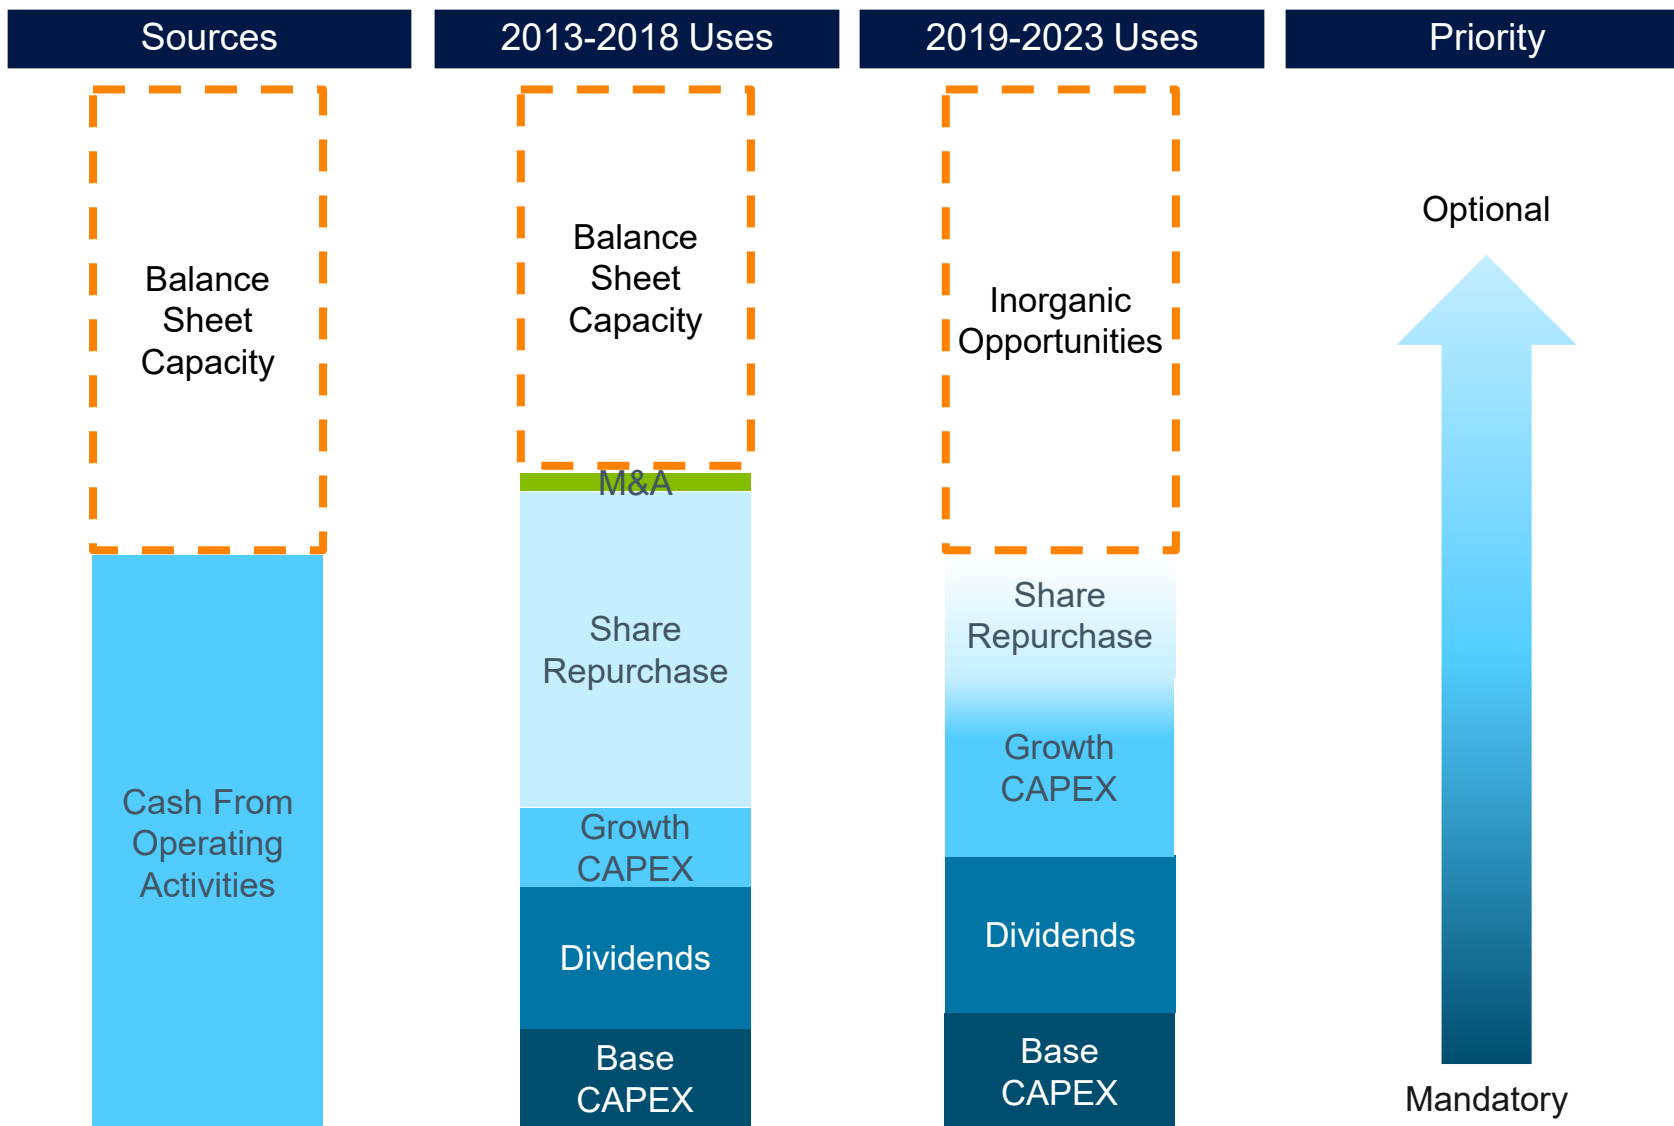 Sources
2013-2018 Uses
2019-2023 Uses
Priority
Balance
Sheet
Capacity
Cash From
Operating
Activities
Balance
Sheet
Capacity
M&A
Share
Repurchase
Growth
CAPEX
Dividends
Base
CAPEX
Inorganic
Opportunities
Share
Repurchase
Growth
CAPEX
Dividends
Base
CAPEX
Optional
Mandatory